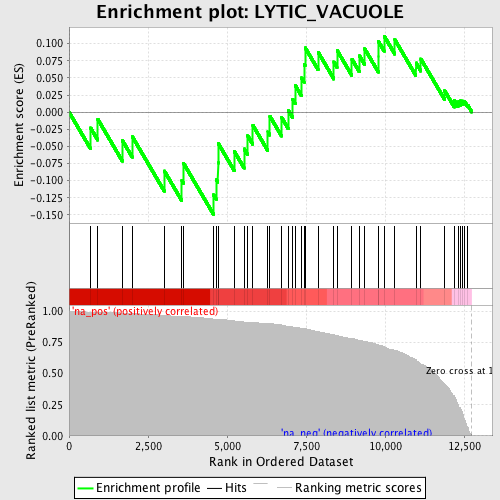 Enrichment plot: LYTIC_VACUOLE
Enrichment score (ES)
0.100
0.075
0.050
0.025
0.000
-0.025
-0.050
-0.075
-0.100
-0.125
-0.150
'na_pos' (positively correlated)
Ranked list metric (PreRanked)
1.00
0.75
0.50
0.25
0.00
Zero cross at 1
'na_neg' (negatively correlated)
0 2,500 5,000 7,500 10,000 12,500
Rank in Ordered Dataset
Enrichment profile Hits Ranking metric scores